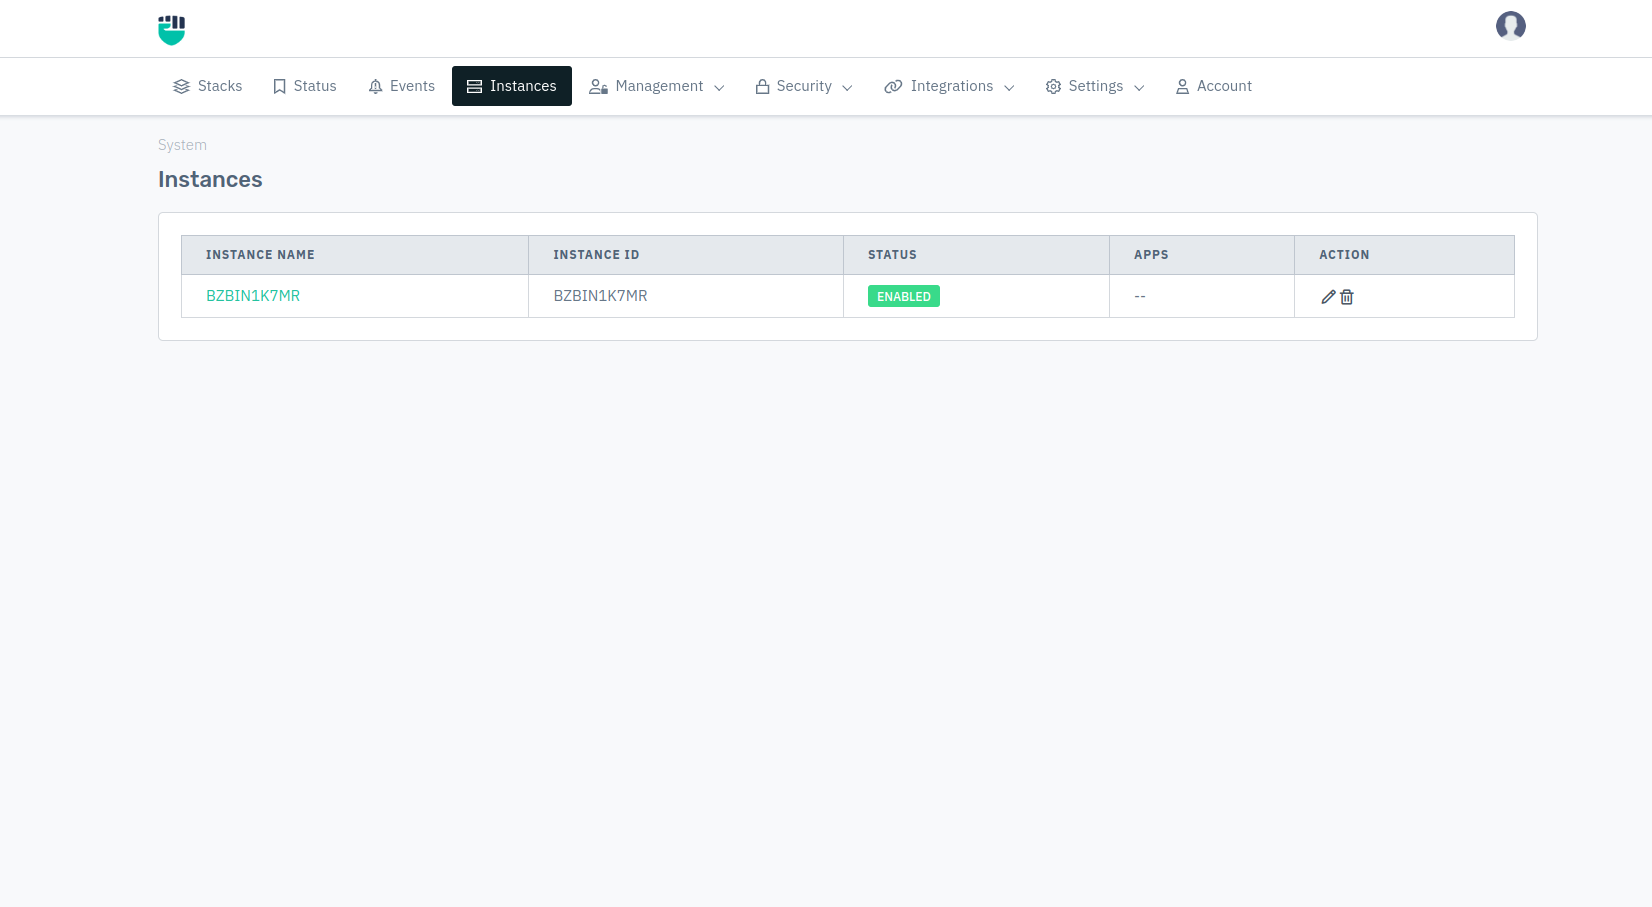 Stacks Status Events Instances Management Security Integrations Settings Account
System
Instances
INSTANCE NAME INSTANCE ID STATUS APPS ACTION
BZBIN1K7MR BZBIN1K7MR ENABLED --